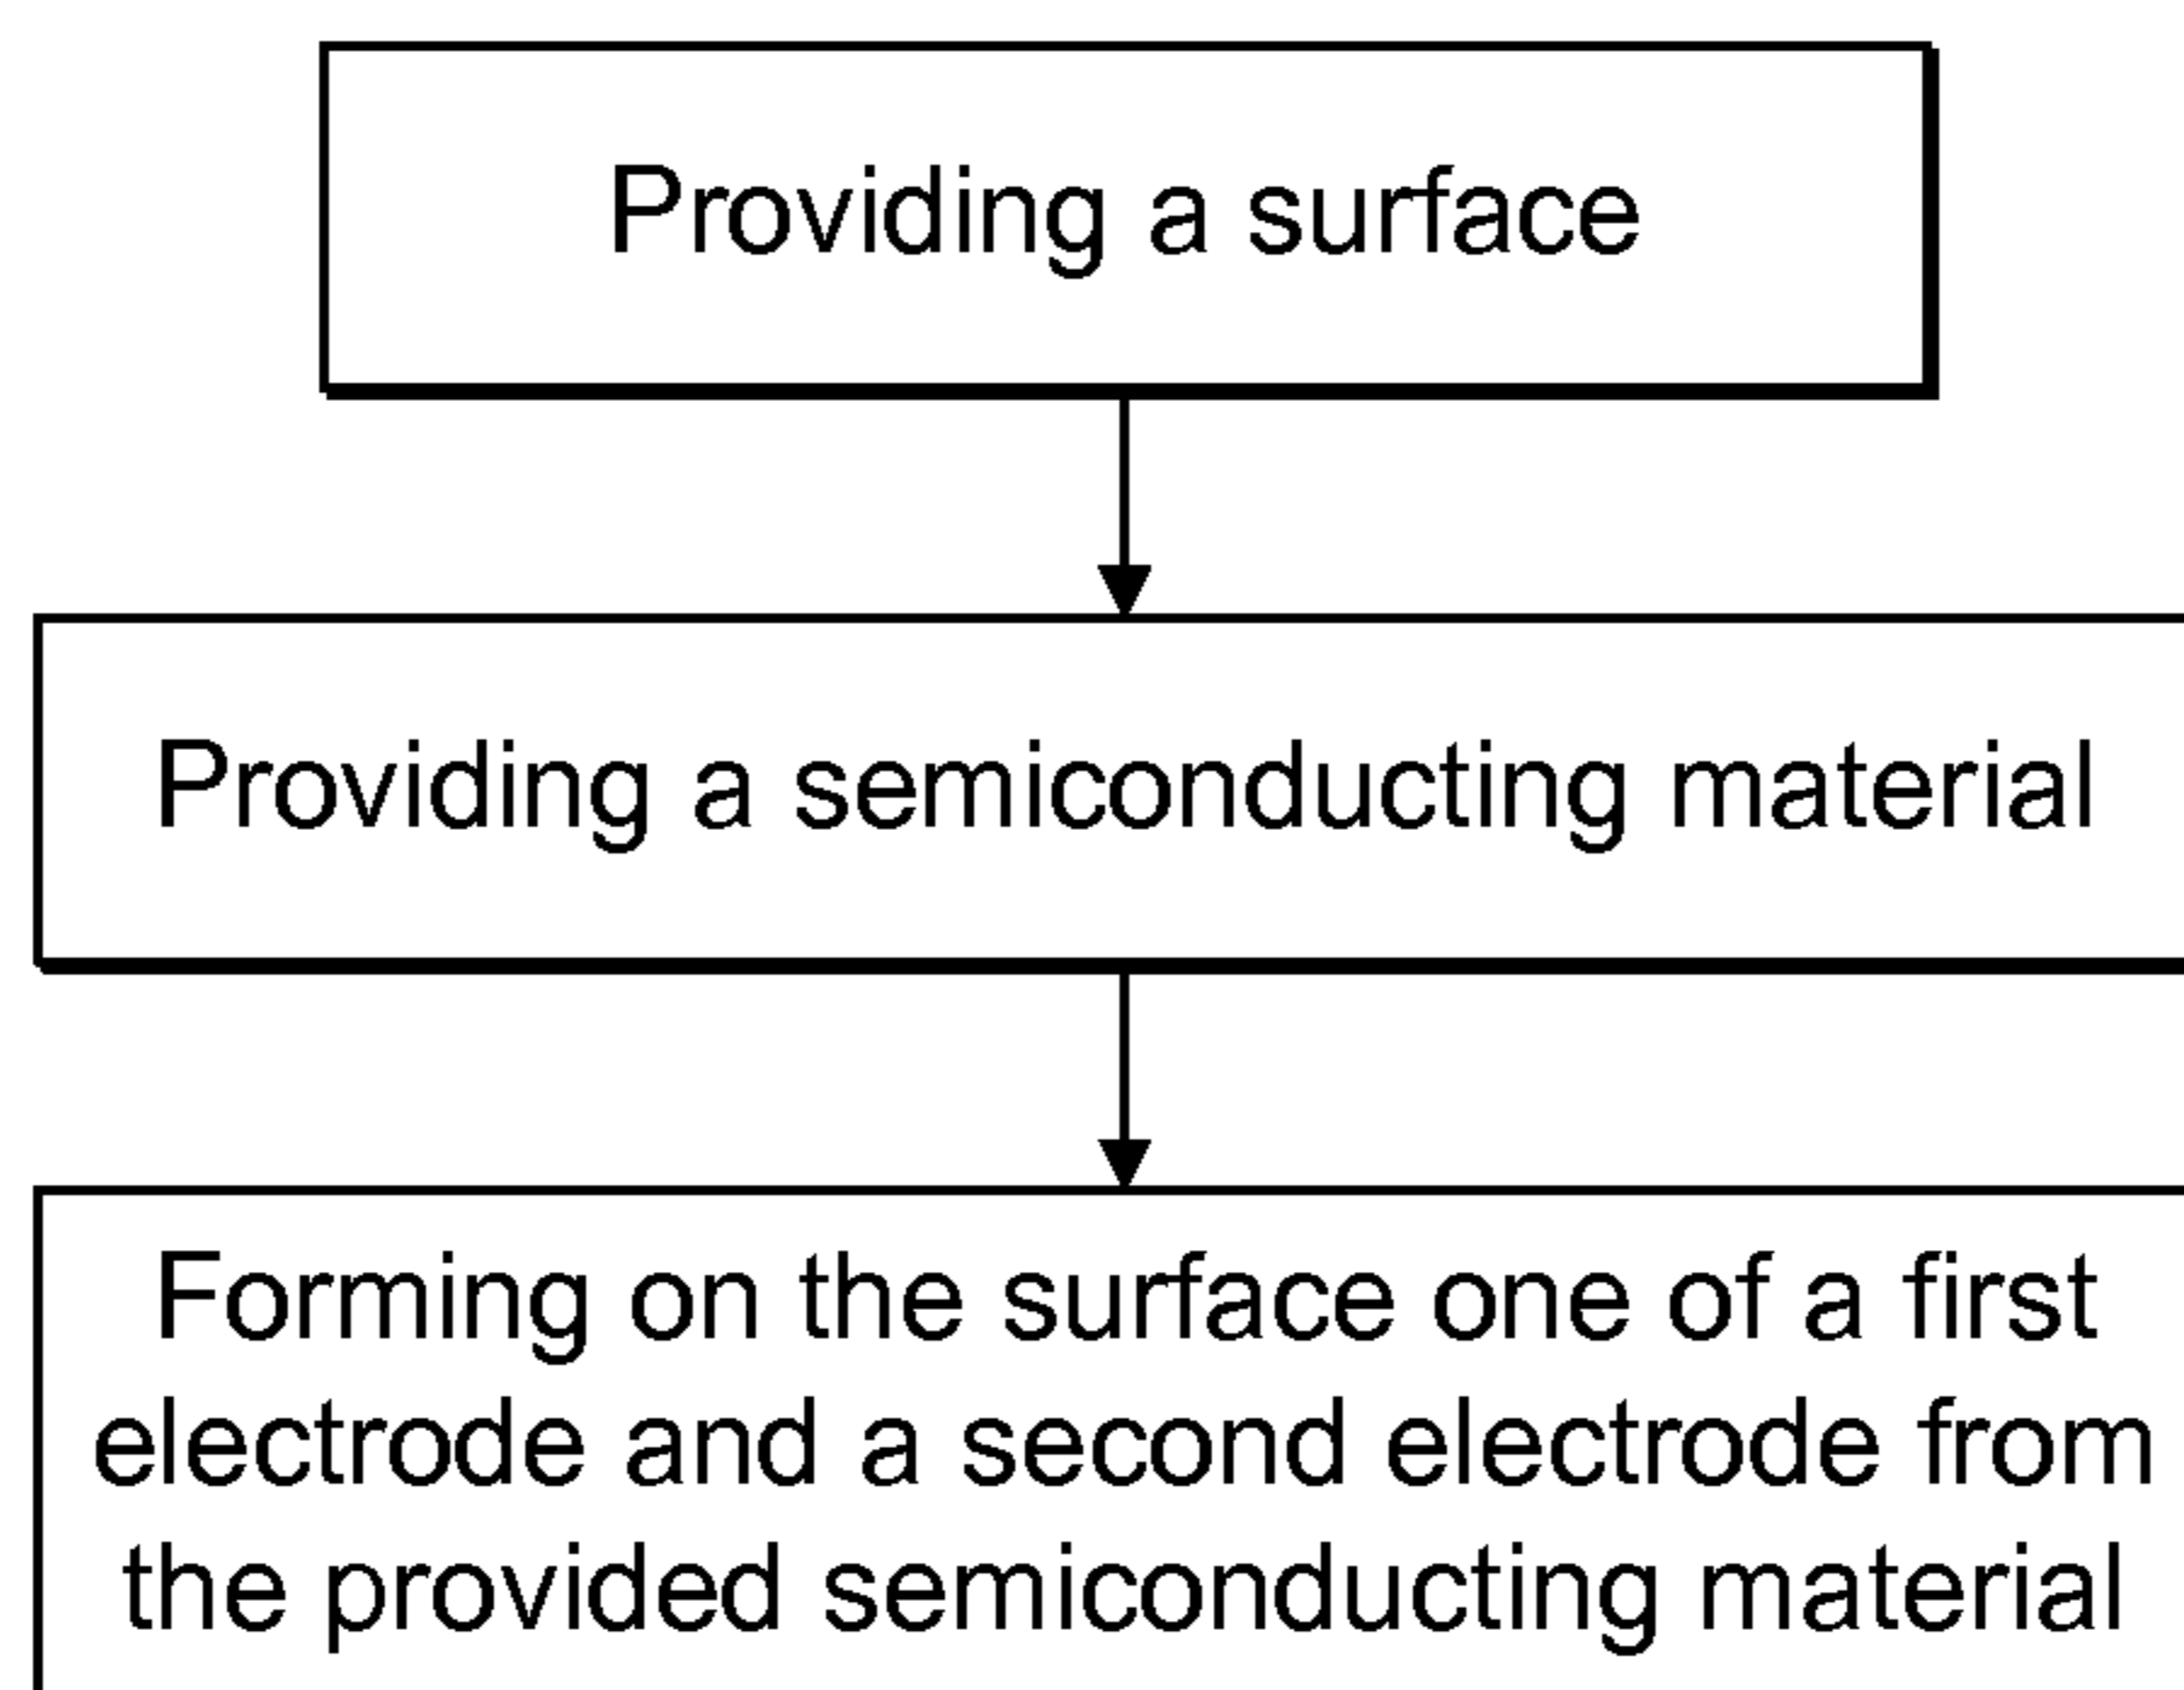 Providing a surface
Providing a semiconducting material
Forming on the surface one of a first
electrode and a second electrode from
the provided semiconducting material